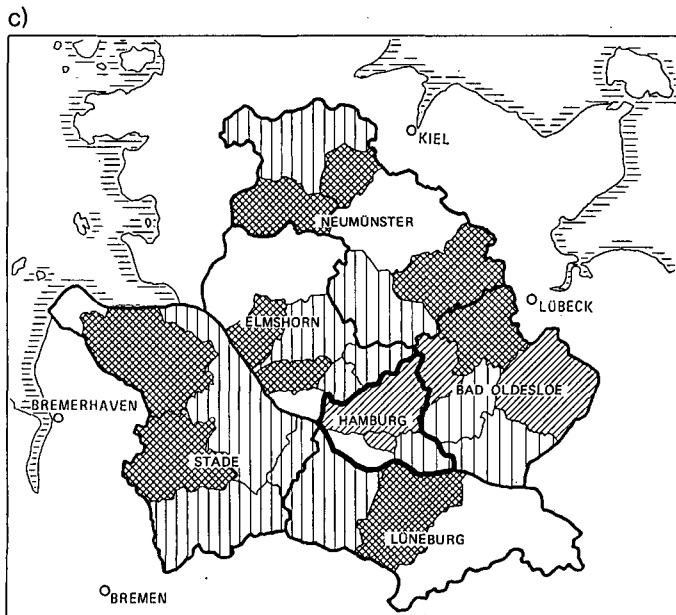 c)
KIEL
NEUMÜNSTER
LÜBECK
ELMSHORN
BAD OLDESLOE
BREMERHAVEN
HAMBURG
STADE
LÜNEBURG
BREMEN